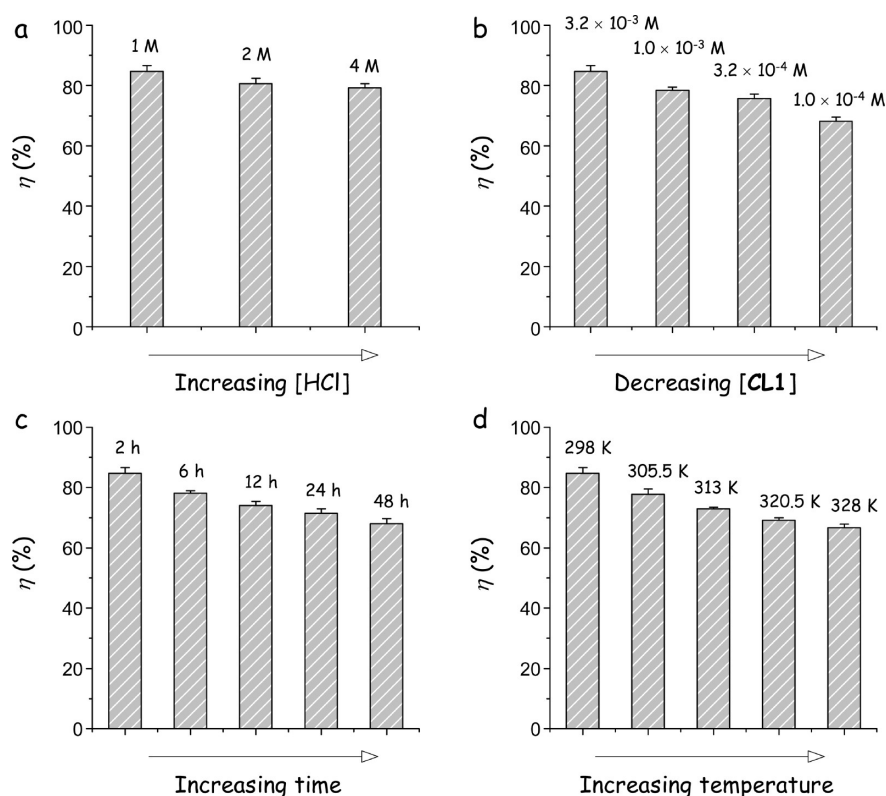 a
100
80
60
40
20
0
η (%)
1 M
2 M
4 M
Increasing [HCl]
b
100
80
60
40
20
0
η (%)
3.2 × 10⁻³ M
1.0 × 10⁻³ M
3.2 × 10⁻⁴ M
1.0 × 10⁻⁴ M
Decreasing [CL1]
c
100
80
60
40
20
0
η (%)
2 h
6 h
12 h
24 h
48 h
Increasing time
d
100
80
60
40
20
0
η (%)
298 K
305.5 K
313 K
320.5 K
328 K
Increasing temperature